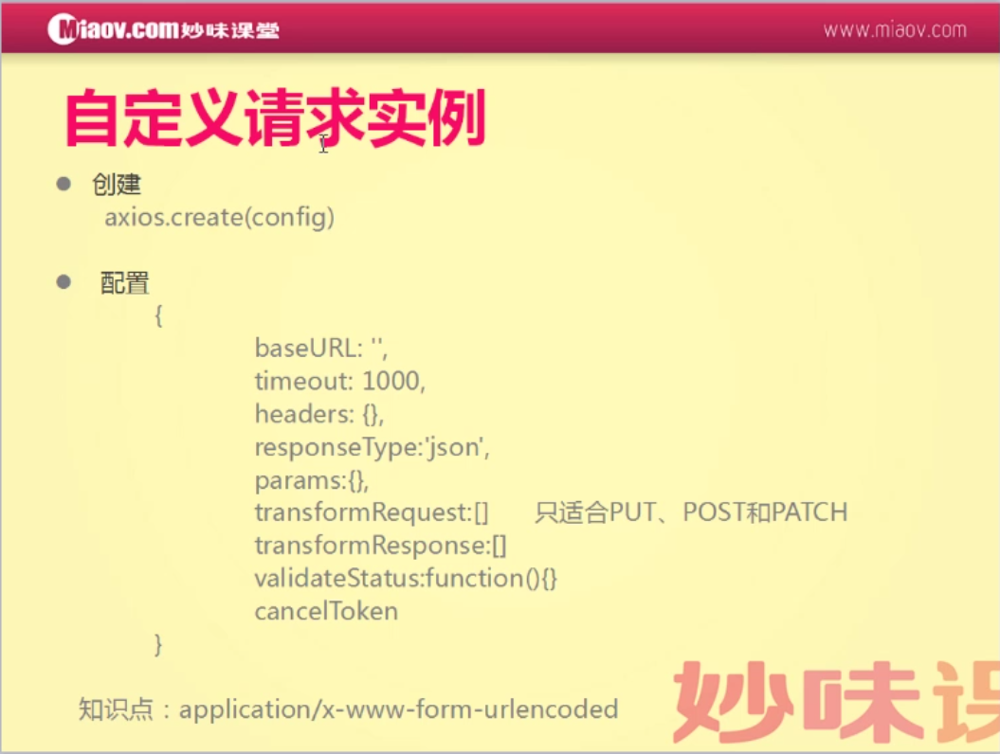 Miaov.com妙味课堂
www.miaov.com
自定义请求实例
● 创建
axios.create(config)
● 配置
{
baseURL: '',
timeout: 1000,
headers: {},
responseType:'json',
params:{},
transformRequest:[] 只适合PUT、POST和PATCH
transformResponse:[]
validateStatus:function(){}
cancelToken
}
知识点：application/x-www-form-urlencoded
妙味课